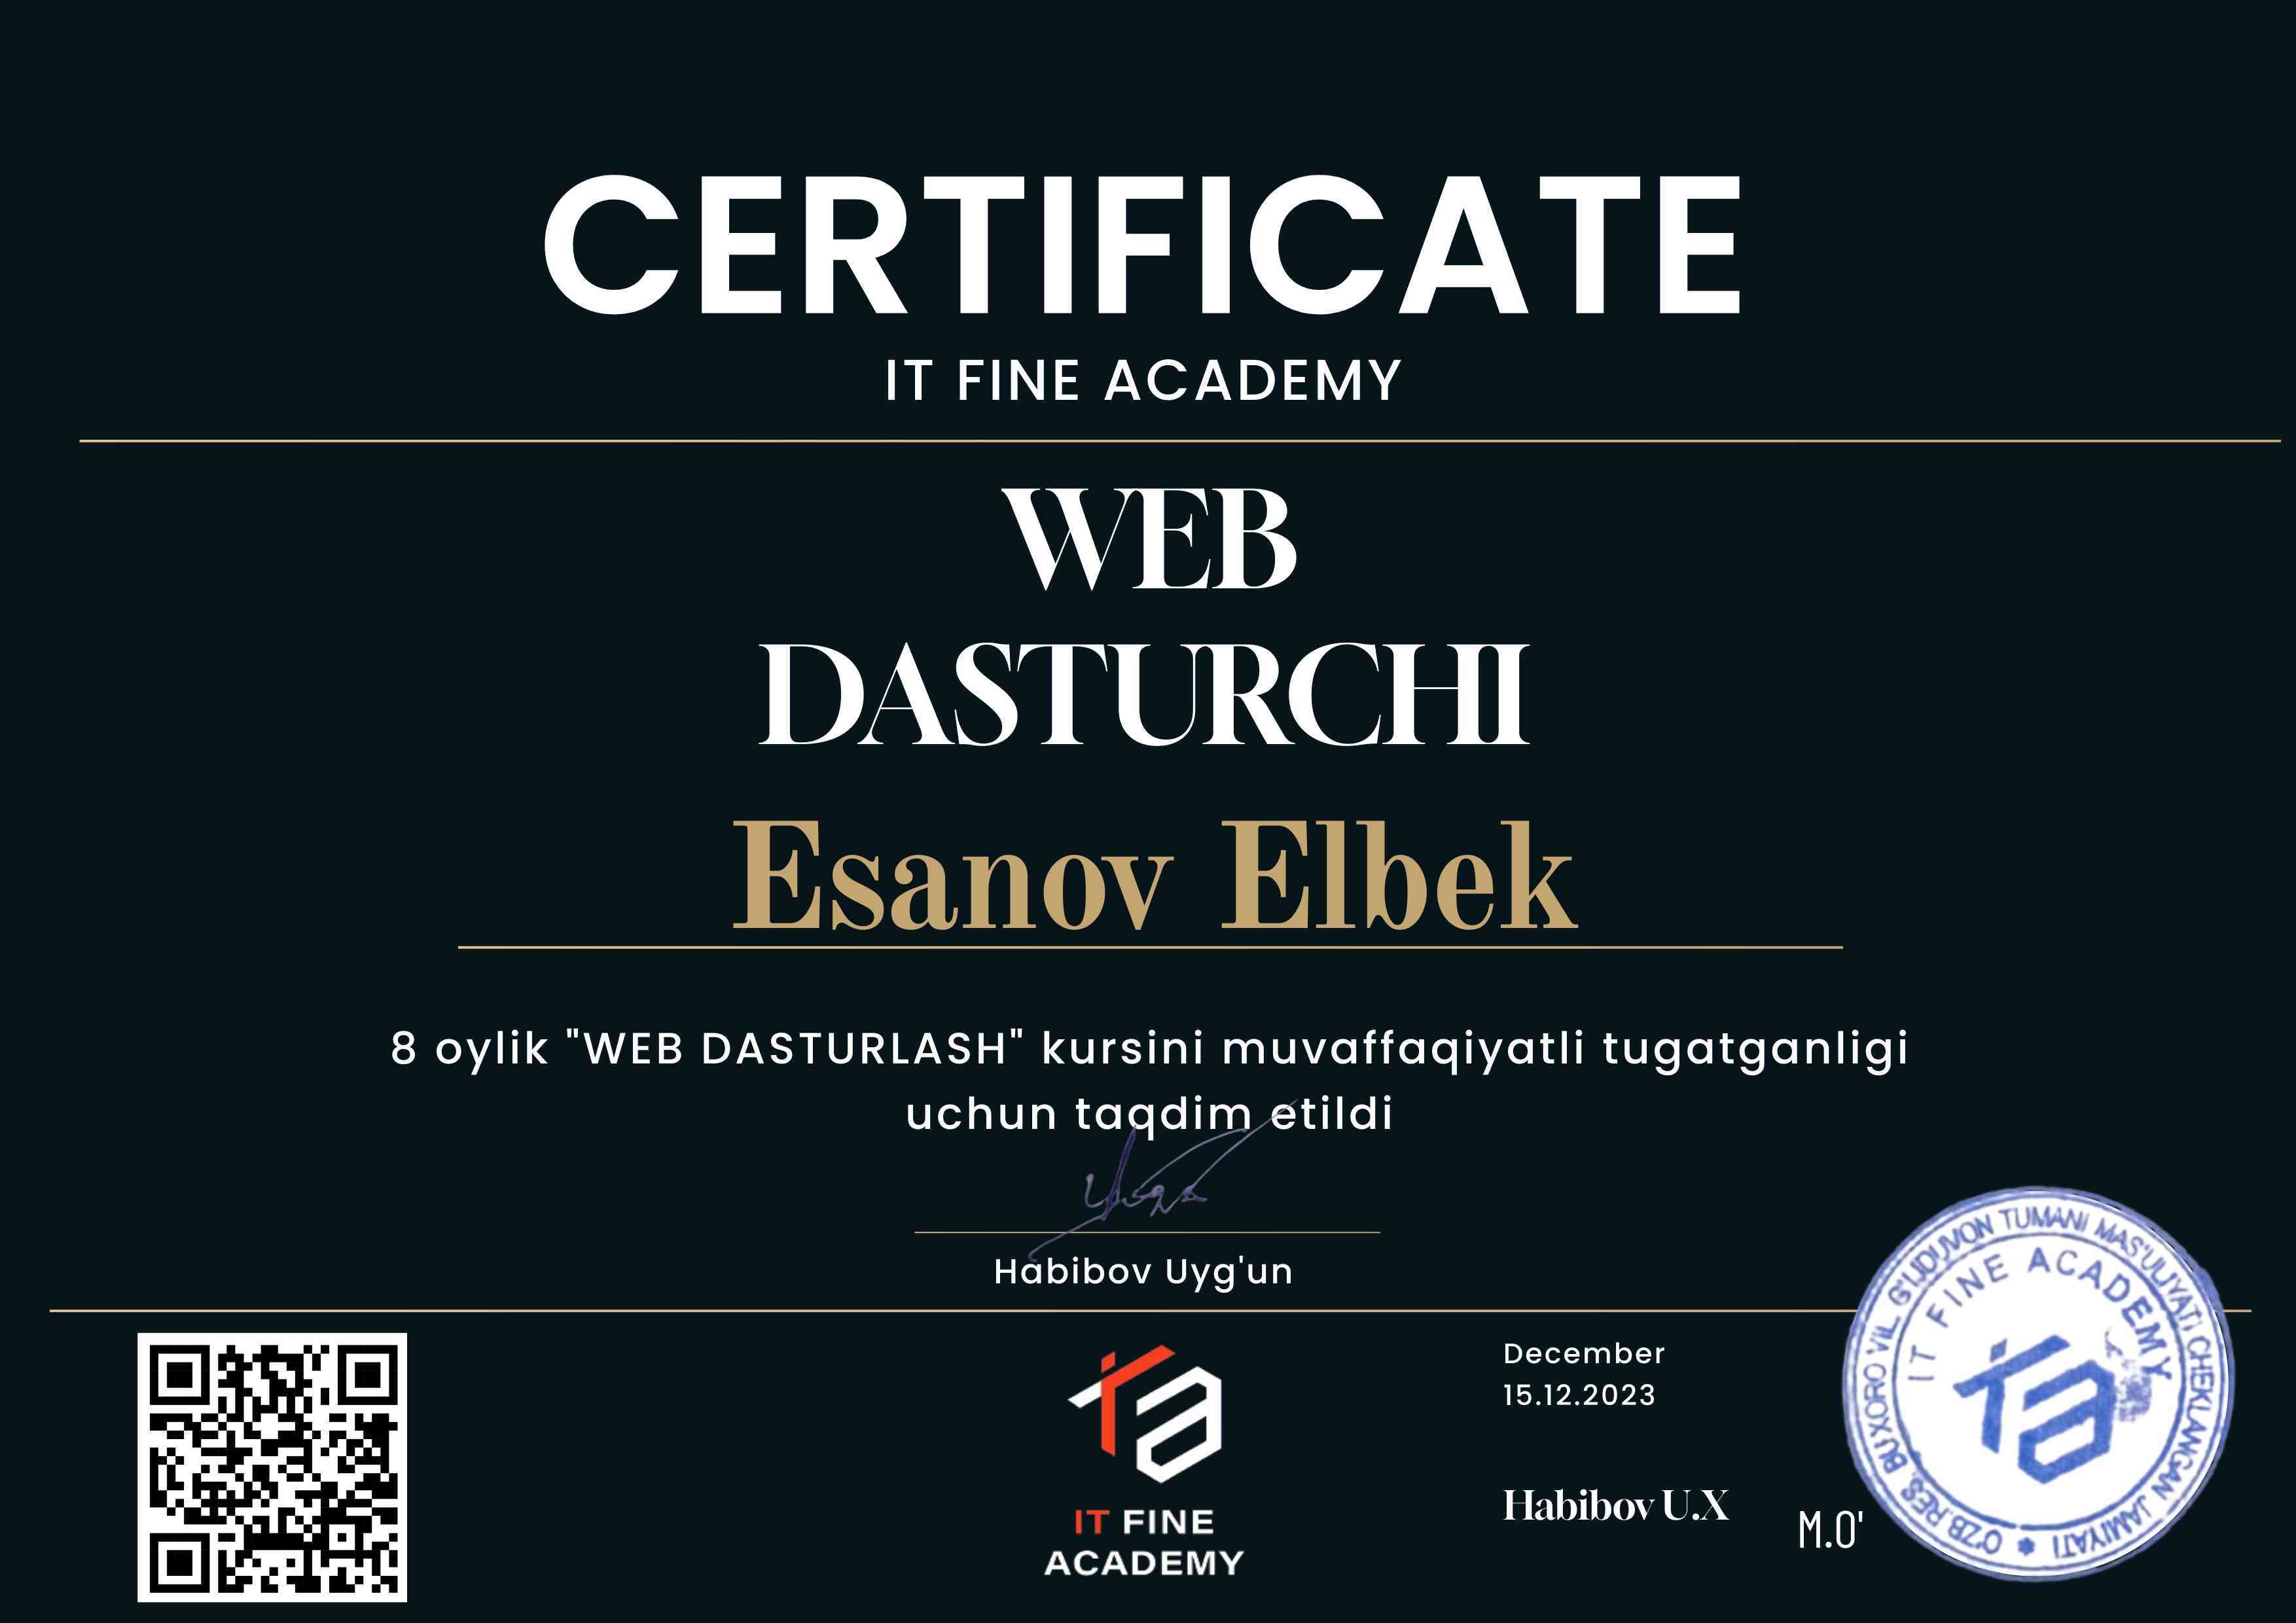 CERTIFICATE
IT FINE ACADEMY
WEB
DASTURCHI
Esanov Elbek
8 oylik "WEB DASTURLASH" kursini muvaffaqiyatli tugatganligi
uchun taqdim etildi
Habibov Uyg'un
IT FINE
ACADEMY
December
15.12.2023
Habibov U.X
M.O'
O'ZB.RES. BUXORO VIL. G'IJDUVON TUMANI MAS'ULIYATI CHEKLANGAN JAMIYATI
IT FINE ACADEMY